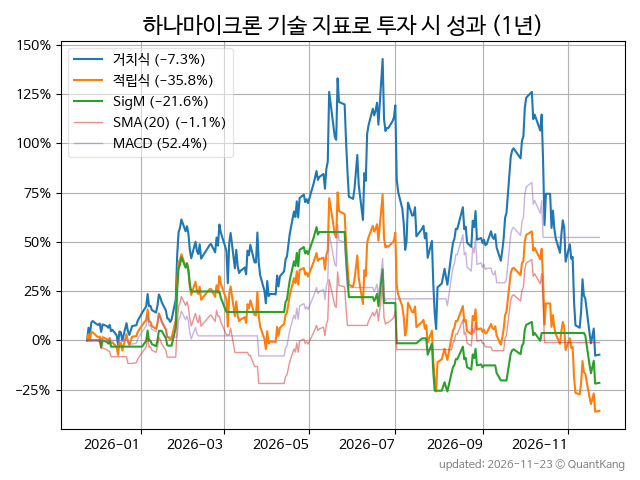 하나마이크론 기술 지표로 투자 시 성과 (1년)
150%
125%
100%
75%
50%
25%
0%
−25%
거치식 (−7.3%)
적립식 (−35.8%)
SigM (−21.6%)
SMA(20) (−1.1%)
MACD (52.4%)
2026-01 2026-03 2026-05 2026-07 2026-09 2026-11
updated: 2026-11-23 © QuantKang